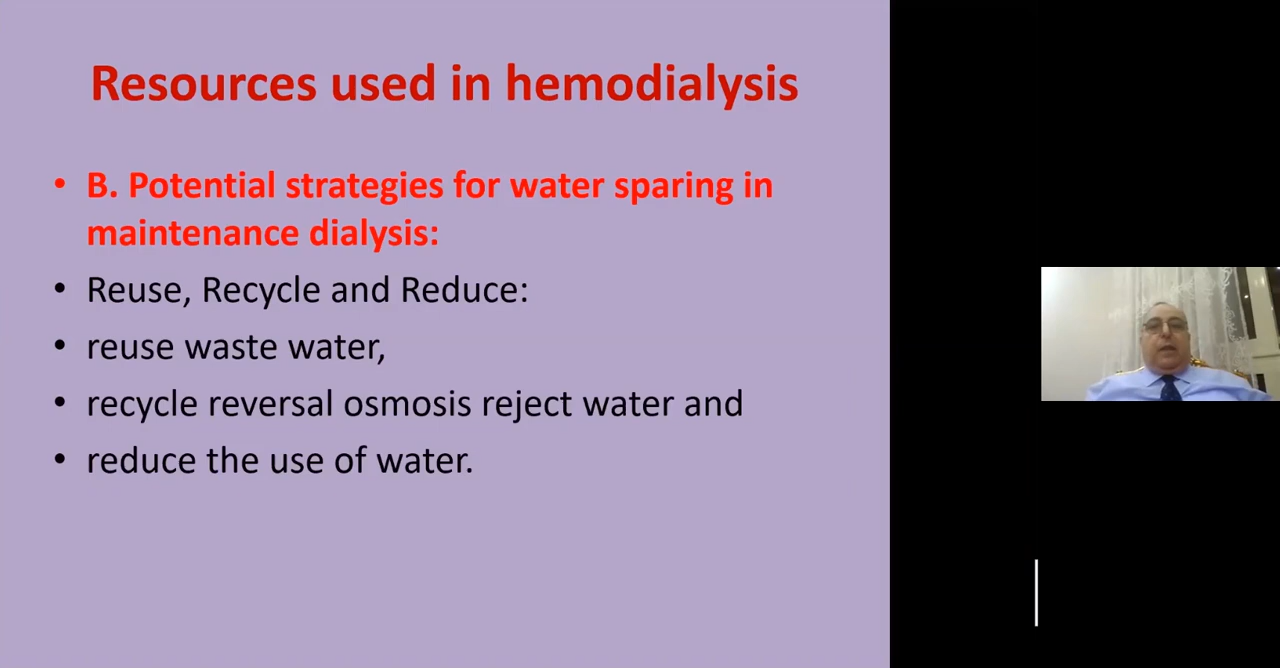 Resources used in hemodialysis
• B. Potential strategies for water sparing in
maintenance dialysis:
• Reuse, Recycle and Reduce:
• reuse waste water,
• recycle reversal osmosis reject water and
• reduce the use of water.